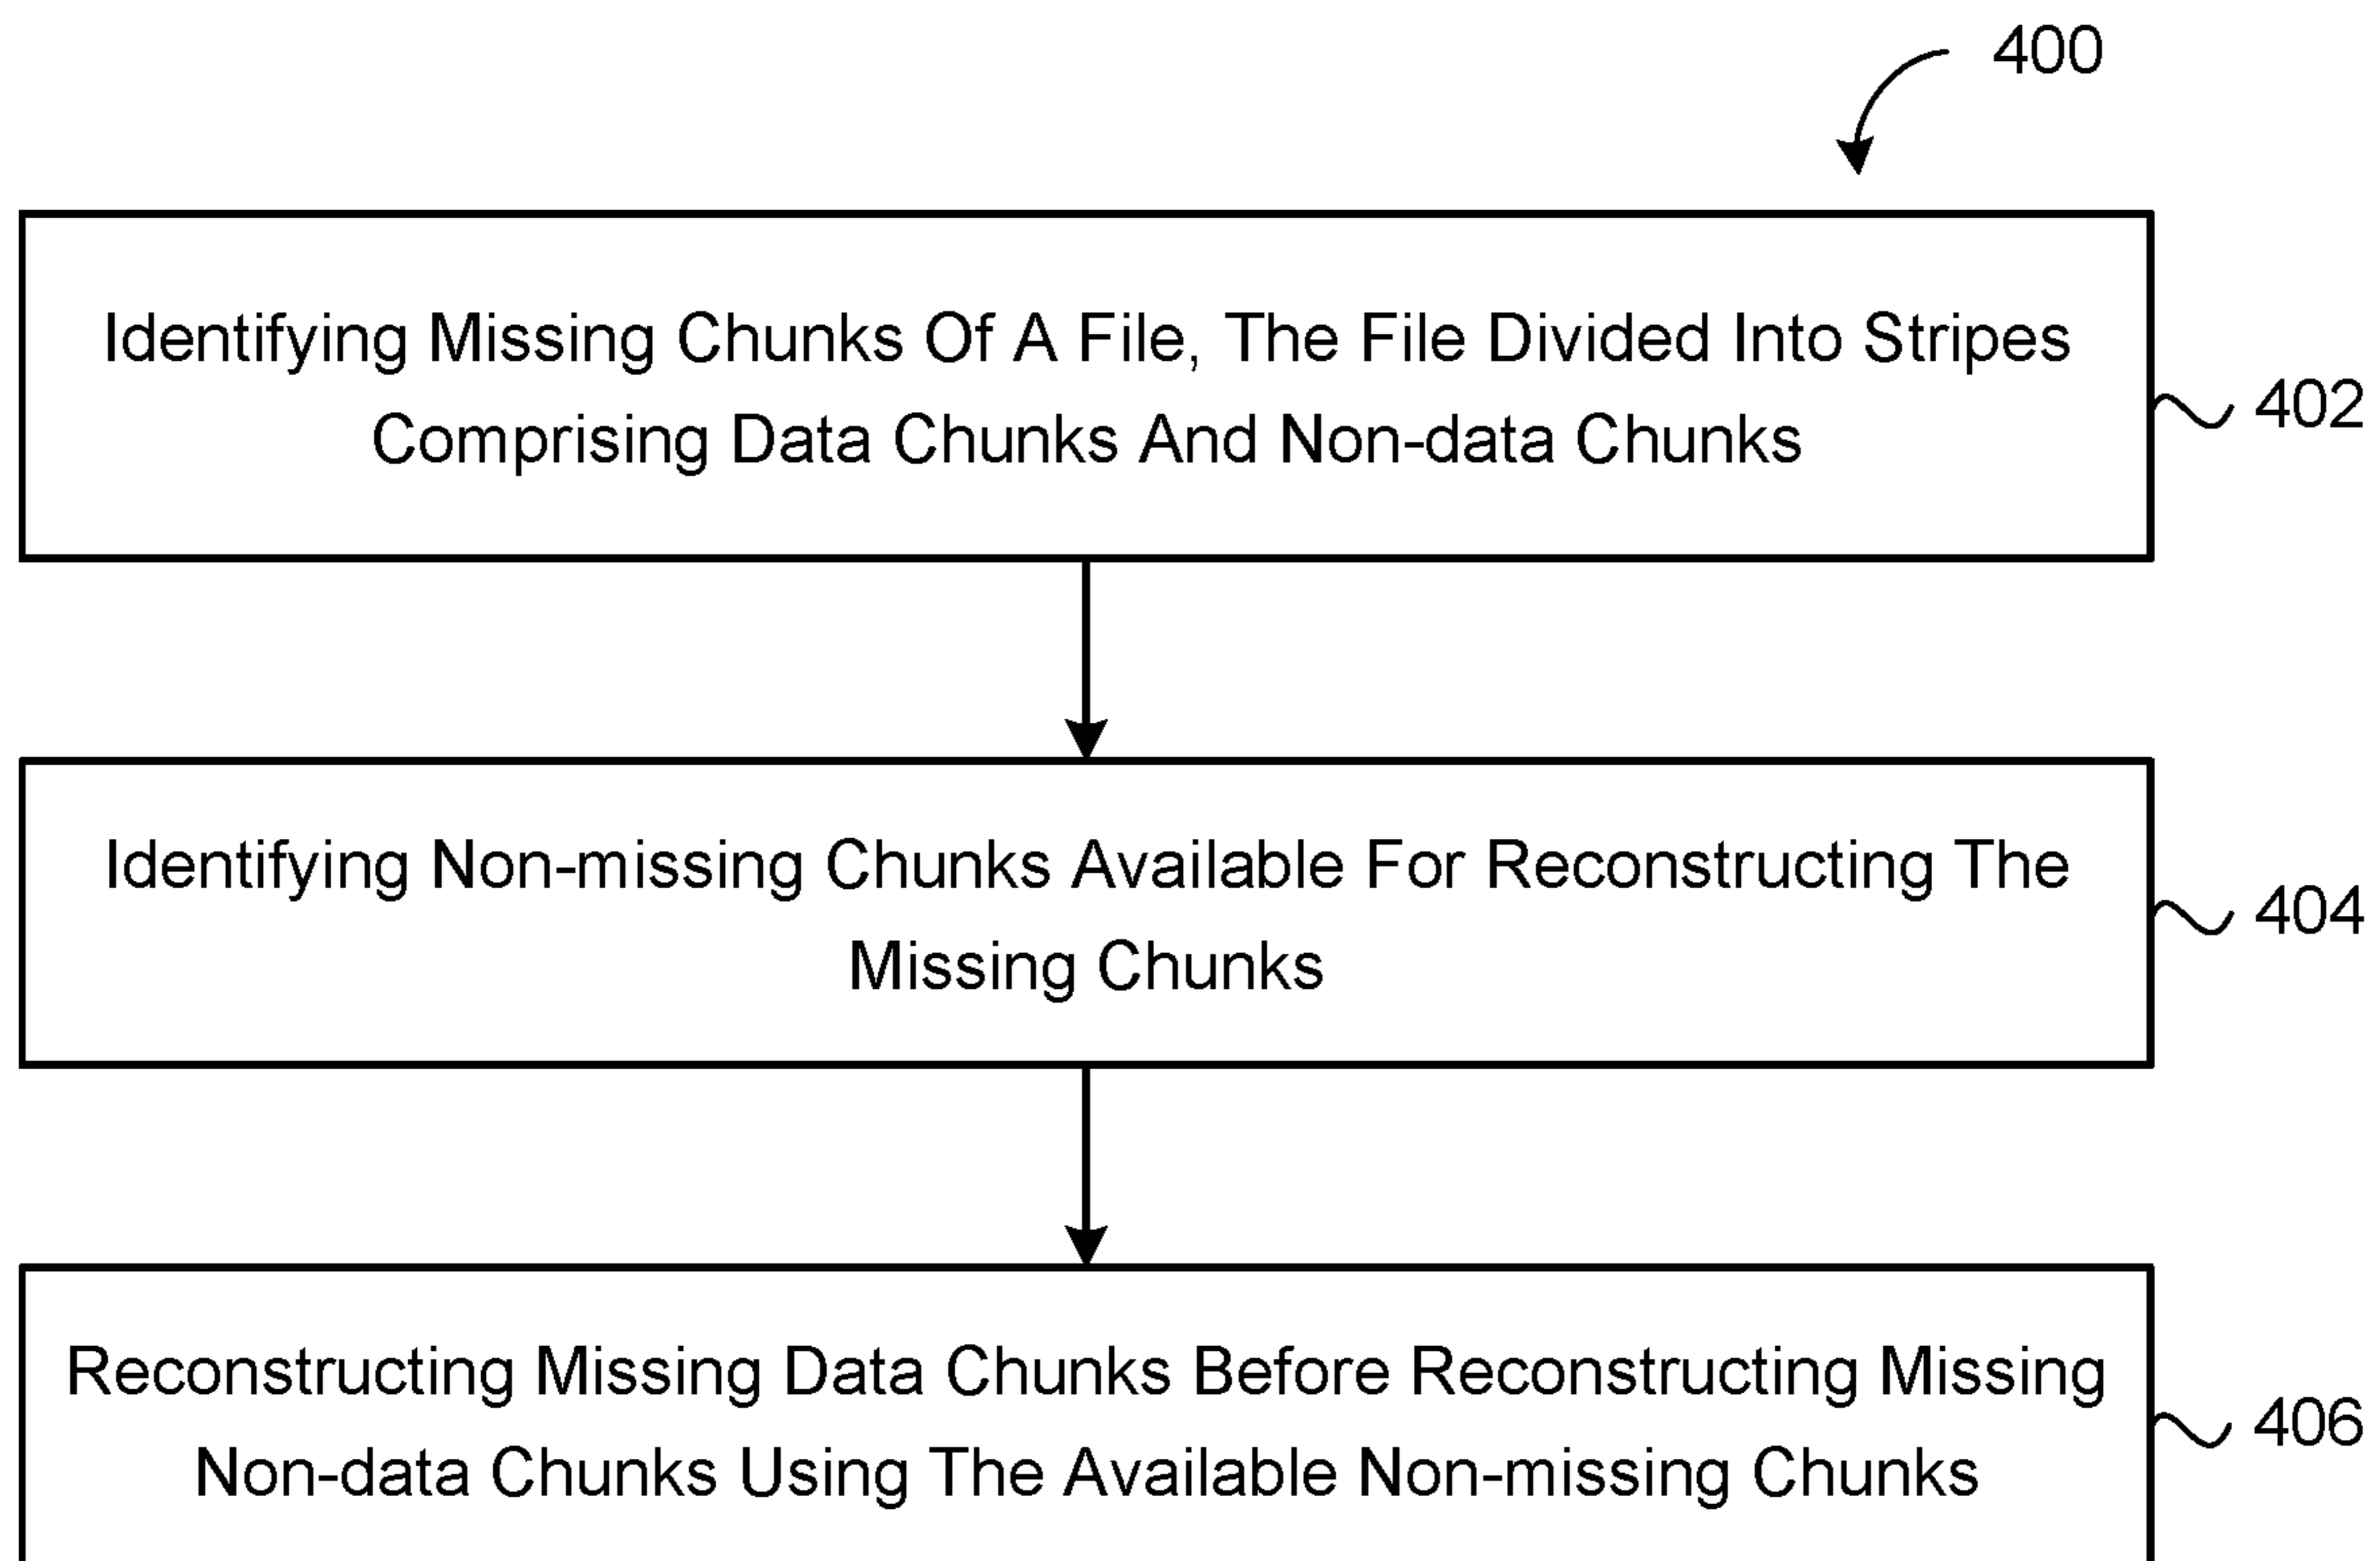 400
Identifying Missing Chunks Of A File, The File Divided Into Stripes
Comprising Data Chunks And Non-data Chunks
402
Identifying Non-missing Chunks Available For Reconstructing The
Missing Chunks
404
Reconstructing Missing Data Chunks Before Reconstructing Missing
Non-data Chunks Using The Available Non-missing Chunks
406